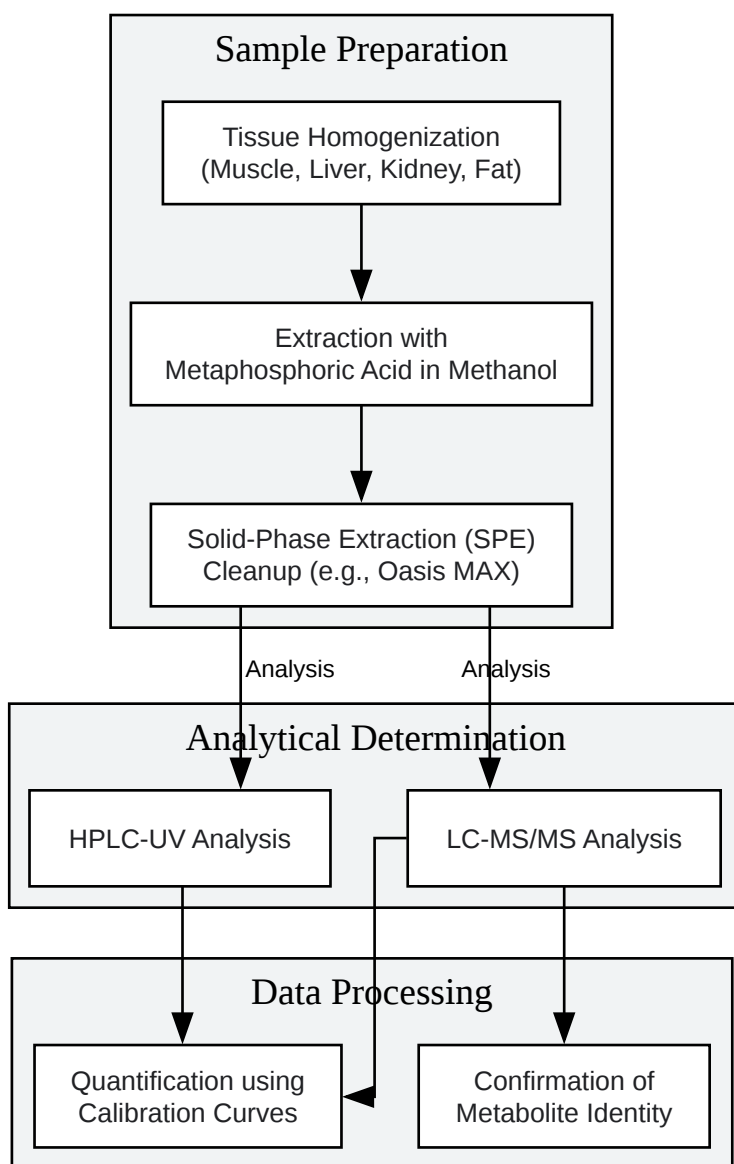 Sample Preparation
Tissue Homogenization
(Muscle, Liver, Kidney, Fat)
Extraction with
Metaphosphoric Acid in Methanol
Solid-Phase Extraction (SPE)
Cleanup (e.g., Oasis MAX)
Analysis
Analysis
Analytical Determination
HPLC-UV Analysis
LC-MS/MS Analysis
Data Processing
Quantification using
Calibration Curves
Confirmation of
Metabolite Identity